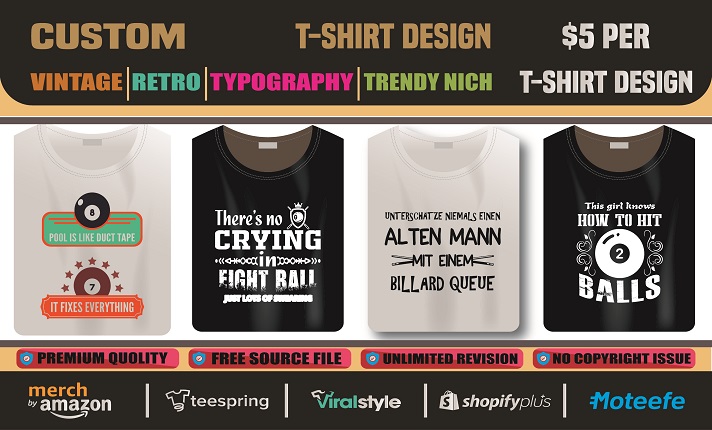 CUSTOM T-SHIRT DESIGN $5 PER
VINTAGE RETRO TYPOGRAPHY TRENDY NICH T-SHIRT DESIGN
8
POOL IS LIKE DUCT TAPE
7
IT FIXES EVERYTHING
There's no
CRYING
in
EIGHT BALL
JUST LOTS OF SWEARING
UNTERSCHATZE NIEMALS EINEN
ALTEN MANN
MIT EINEM
BILLARD QUEUE
This girl knows
HOW TO HIT
2
BALLS
PREMIUM QUOLITY FREE SOURCE FILE UNLIMITED REVISION NO COPYRIGHT ISSUE
merch by amazon teespring Viralstyle shopifyplus Moteefe